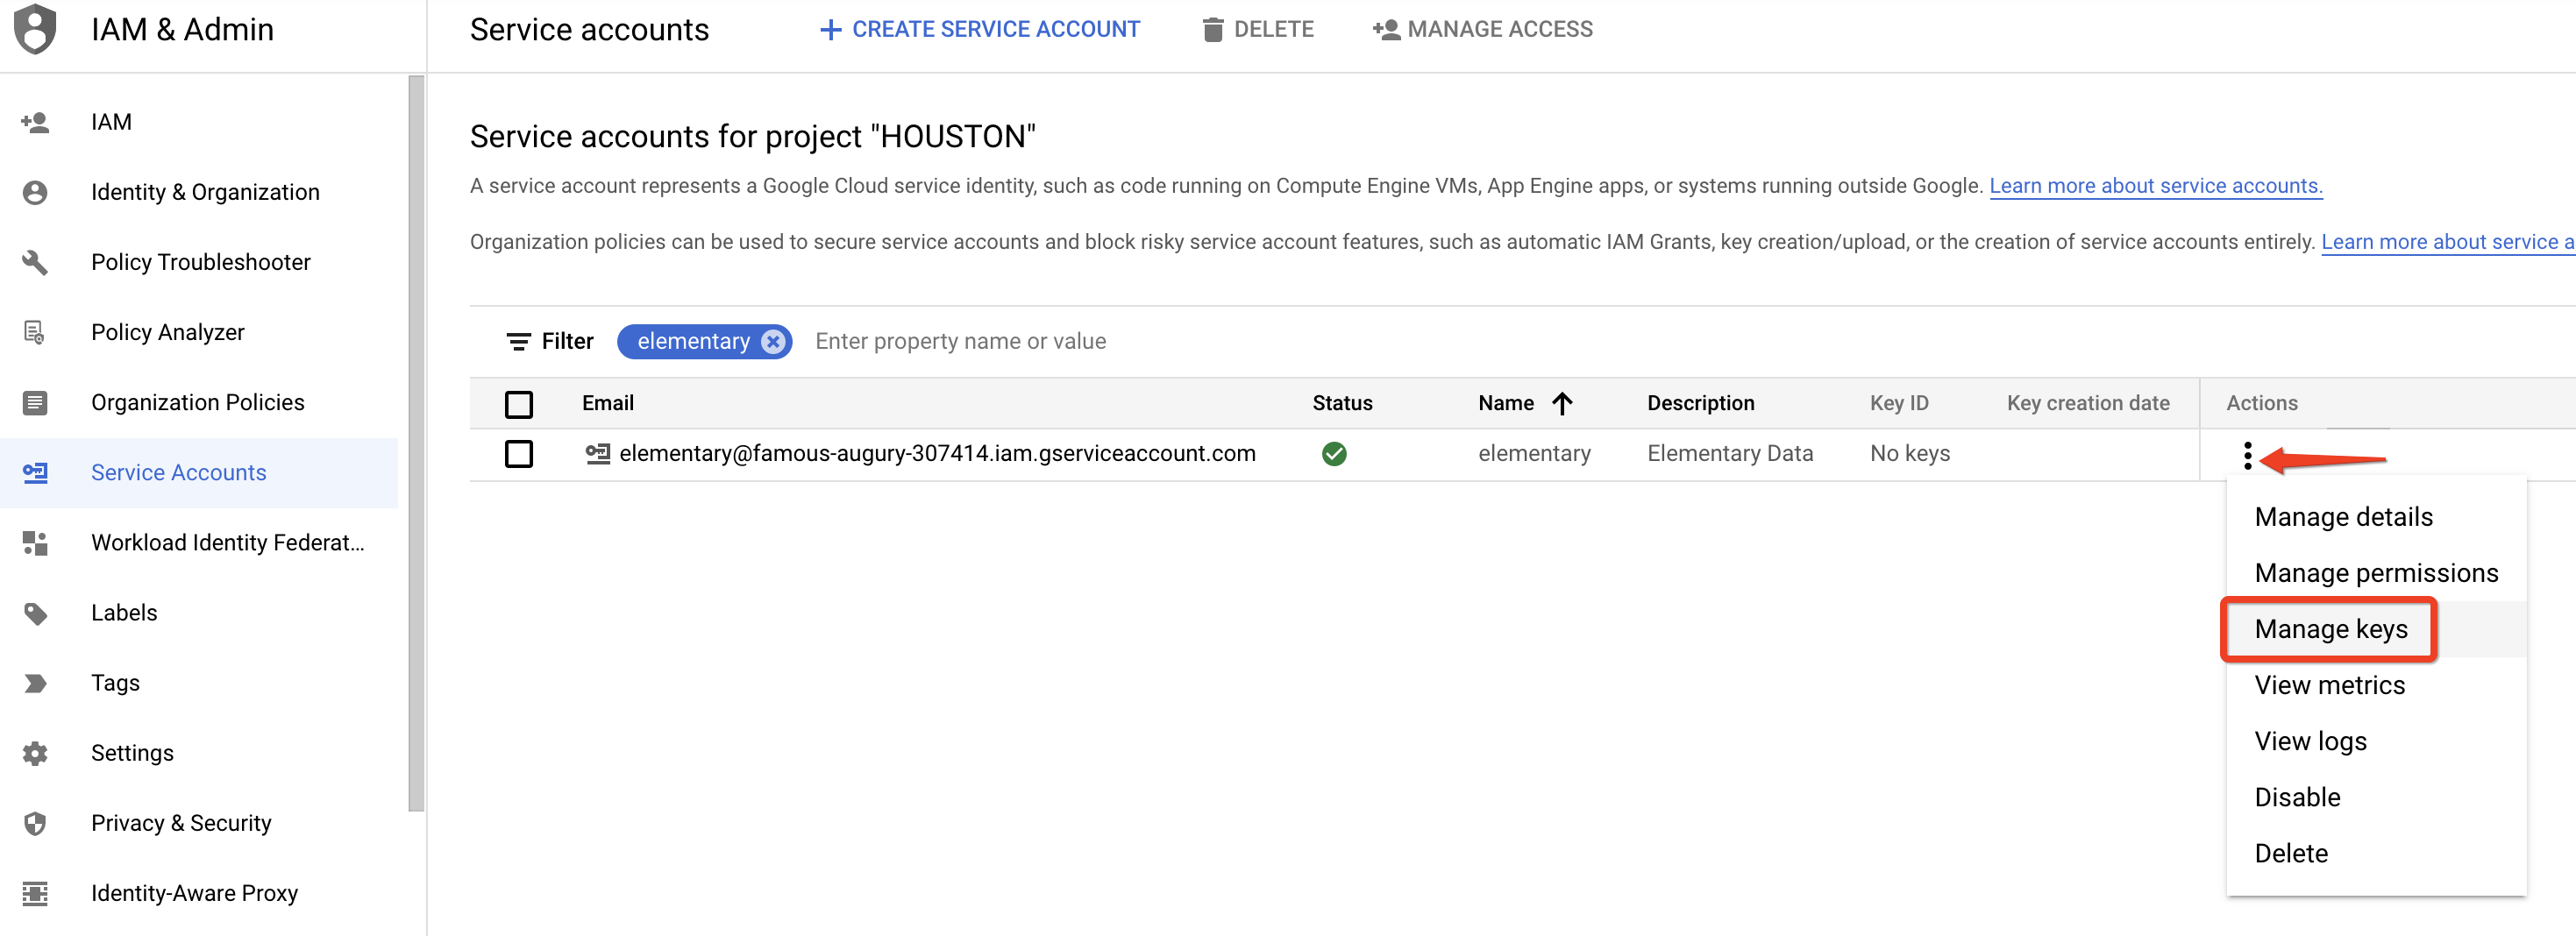 IAM & Admin
Service accounts
CREATE SERVICE ACCOUNT
DELETE
MANAGE ACCESS
IAM
Identity & Organization
Policy Troubleshooter
Policy Analyzer
Organization Policies
Service Accounts
Workload Identity Federat...
Labels
Tags
Settings
Privacy & Security
Identity-Aware Proxy
Service accounts for project "HOUSTON"
A service account represents a Google Cloud service identity, such as code running on Compute Engine VMs, App Engine apps, or systems running outside Google. Learn more about service accounts.
Organization policies can be used to secure service accounts and block risky service account features, such as automatic IAM Grants, key creation/upload, or the creation of service accounts entirely. Learn more about service a
Filter elementary Enter property name or value
Email Status Name Description Key ID Key creation date Actions
elementary@famous-augury-307414.iam.gserviceaccount.com elementary Elementary Data No keys
Manage details
Manage permissions
Manage keys
View metrics
View logs
Disable
Delete